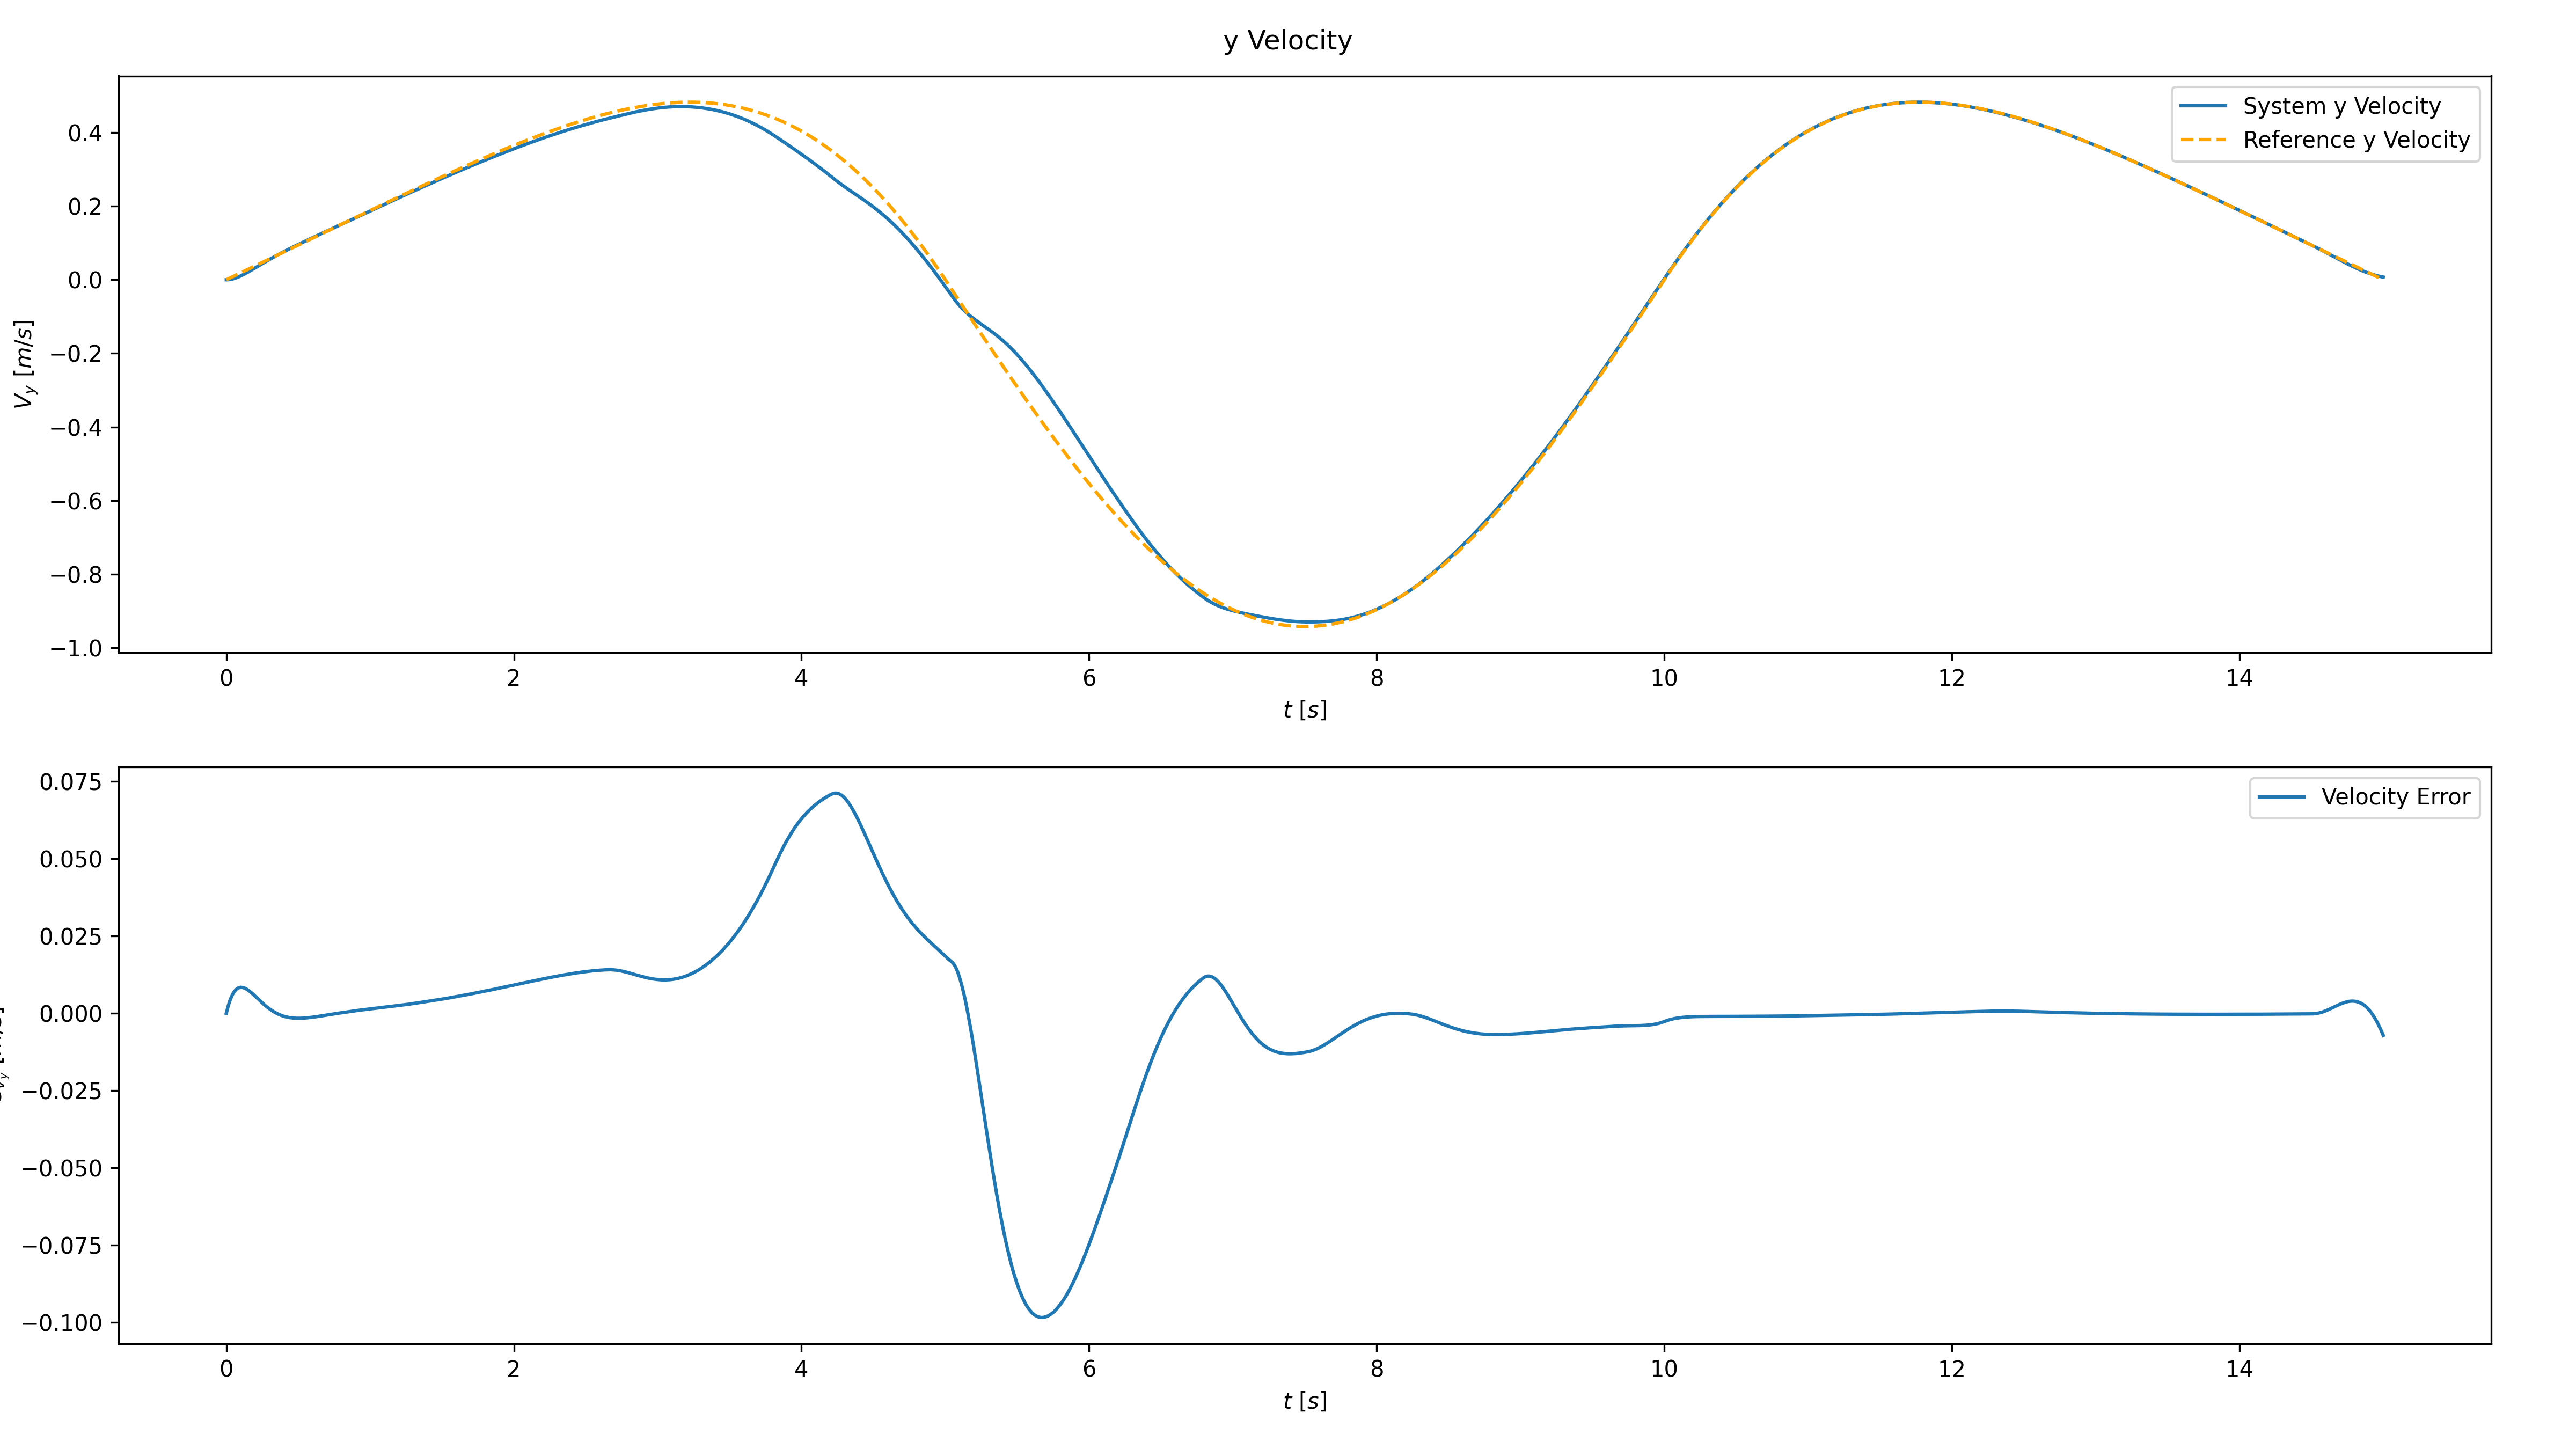 y Velocity
System y Velocity
Reference y Velocity
0.4
0.2
0.0
−0.2
−0.4
−0.6
−0.8
−1.0
V_y [m/s]
0 2 4 6 8 10 12 14
t [s]
Velocity Error
0.075
0.050
0.025
0.000
−0.025
−0.050
−0.075
−0.100
0 2 4 6 8 10 12 14
t [s]